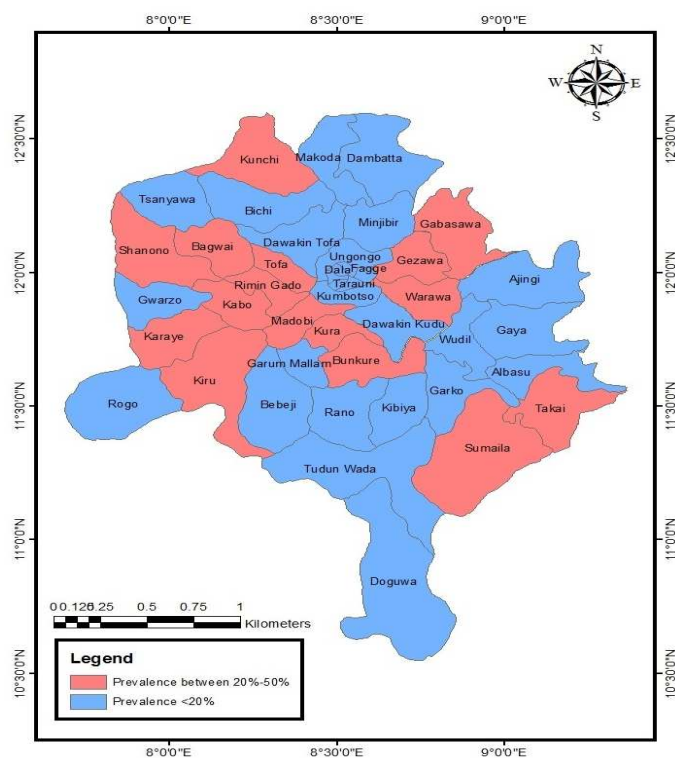 8°0'0"E 8°30'0"E 9°0'0"E
N
W E
S
12°30'0"N 12°30'0"N
Kunchi Makoda Dambatta
Tsanyawa
Bichi
Minjibir
Gabasawa
Shanono Bagwai Dawakin Tofa
Ungongo
Tofa Dala Fagge Gezawa
12°0'0"N 12°0'0"N
Ajingi
Rimin Gado Tarauni
Gwarzo Kabo Kumbotso Warawa
Madobi Kura Dawakin Kudu
Karaye Wudil Gaya
Garum Mallam Bunkure
Kiru Albasu
Rogo Bebeji Rano Kibiya Garko Takai
11°30'0"N 11°30'0"N
Sumaila
Tudun Wada
11°0'0"N 11°0'0"N
Doguwa
0 0.125 0.25 0.5 0.75 1
Kilometers
Legend
Prevalence between 20%-50%
Prevalence <20%
10°30'0"N 10°30'0"N
8°0'0"E 8°30'0"E 9°0'0"E